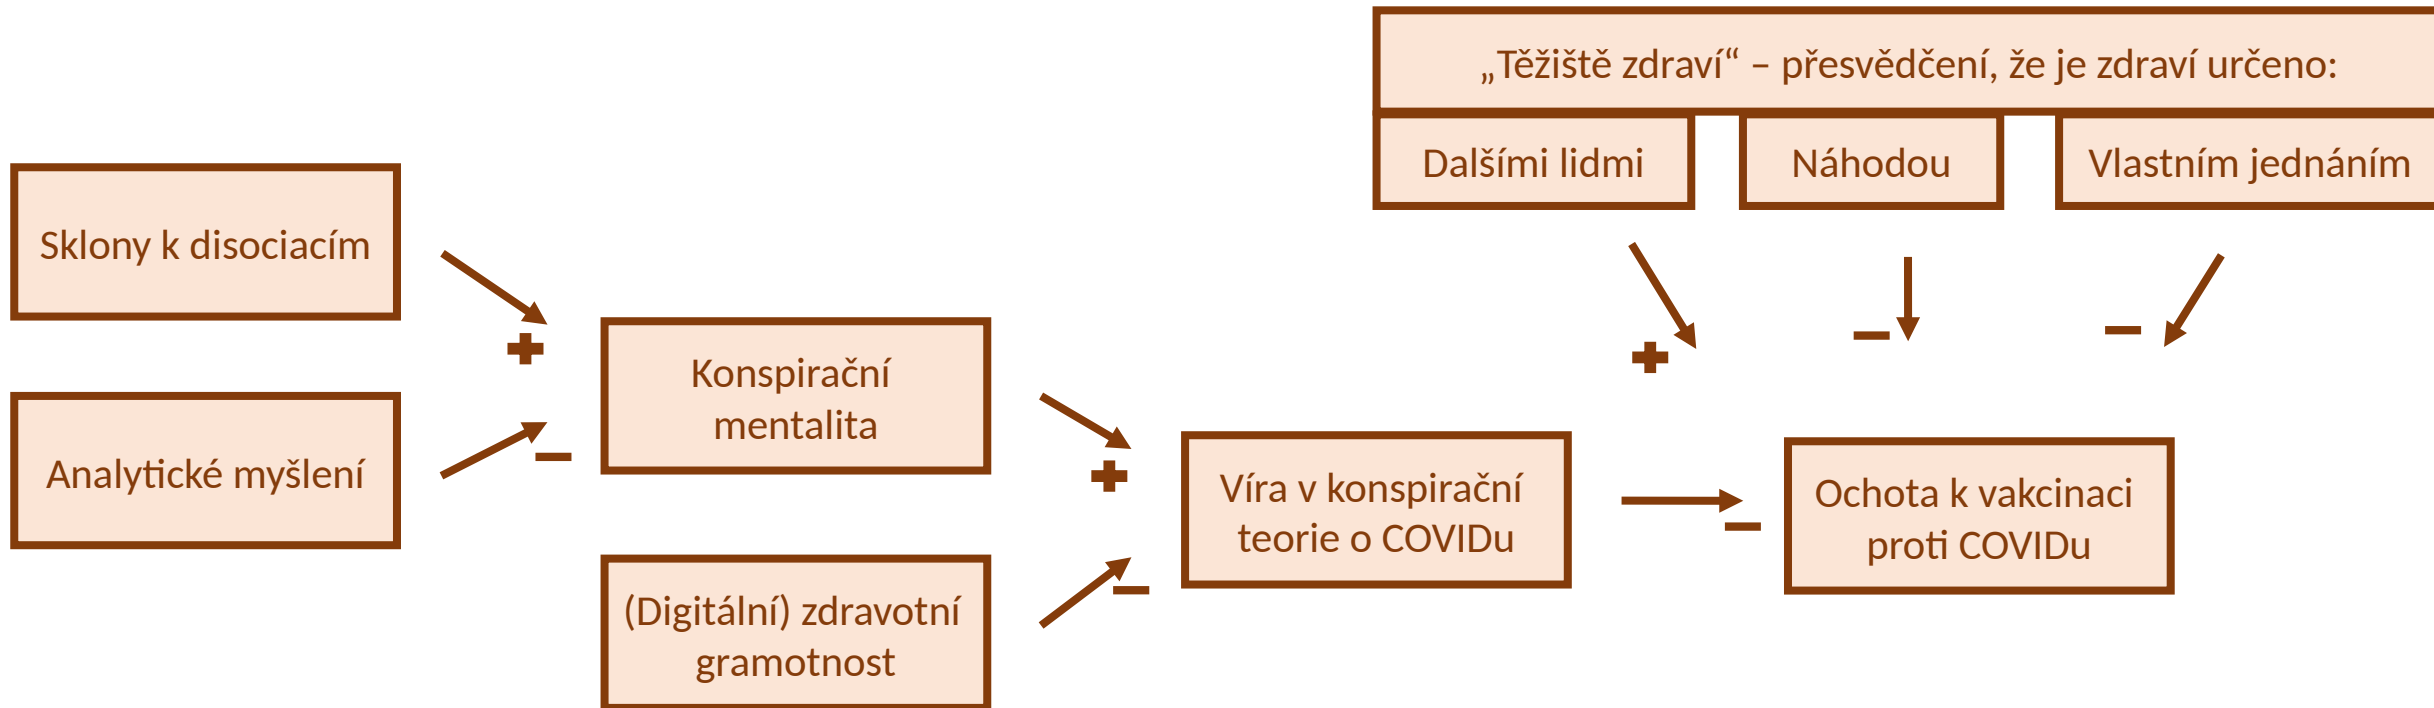 „Těžiště zdraví“ – přesvědčení, že je zdraví určeno:
Dalšími lidmi
Náhodou
Vlastním jednáním
Sklony k disociacím
Analytické myšlení
Konspirační
mentalita
(Digitální) zdravotní
gramotnost
Víra v konspirační
teorie o COVIDu
Ochota k vakcinaci
proti COVIDu